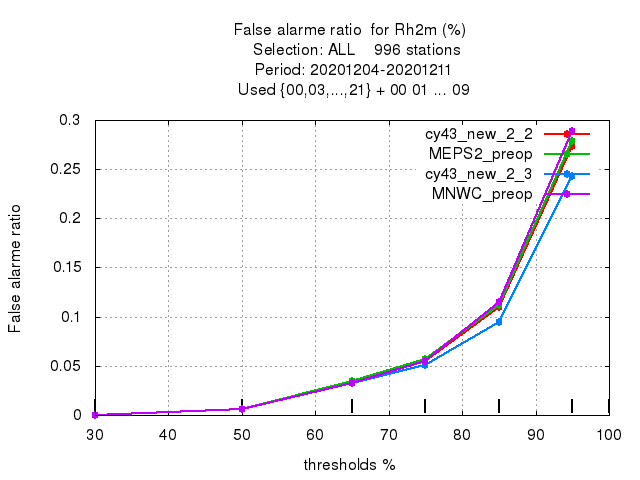 False alarme ratio  for Rh2m (%)
Selection: ALL    996 stations
Period: 20201204-20201211
Used {00,03,...,21} + 00 01 ... 09
cy43_new_2_2
MEPS2_preop
cy43_new_2_3
MNWC_preop
0.3
0.25
0.2
0.15
0.1
0.05
0
False alarme ratio
30 40 50 60 70 80 90 100
thresholds %